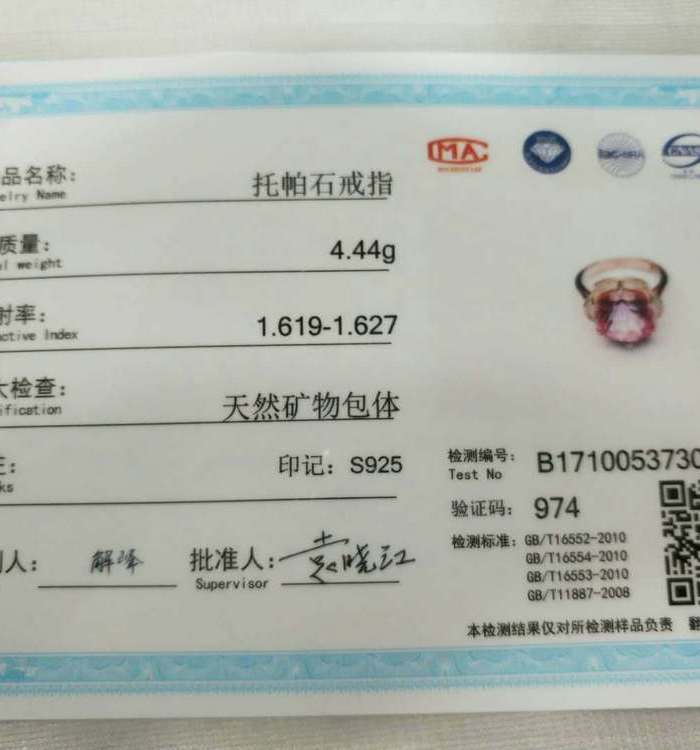 品名称：
elry Name
托帕石戒指
质量：
l weight
4.44g
射率：
ctive Index
1.619-1.627
大检查：
ification
天然矿物包体
印记：S925
ks
人：
解峰
批准人：
Supervisor
CMA
检测编号：
Test No
B1710053730
验证码：
974
检测标准：
GB/T16552-2010
GB/T16554-2010
GB/T16553-2010
GB/T11887-2008
本检测结果仅对所检测样品负责